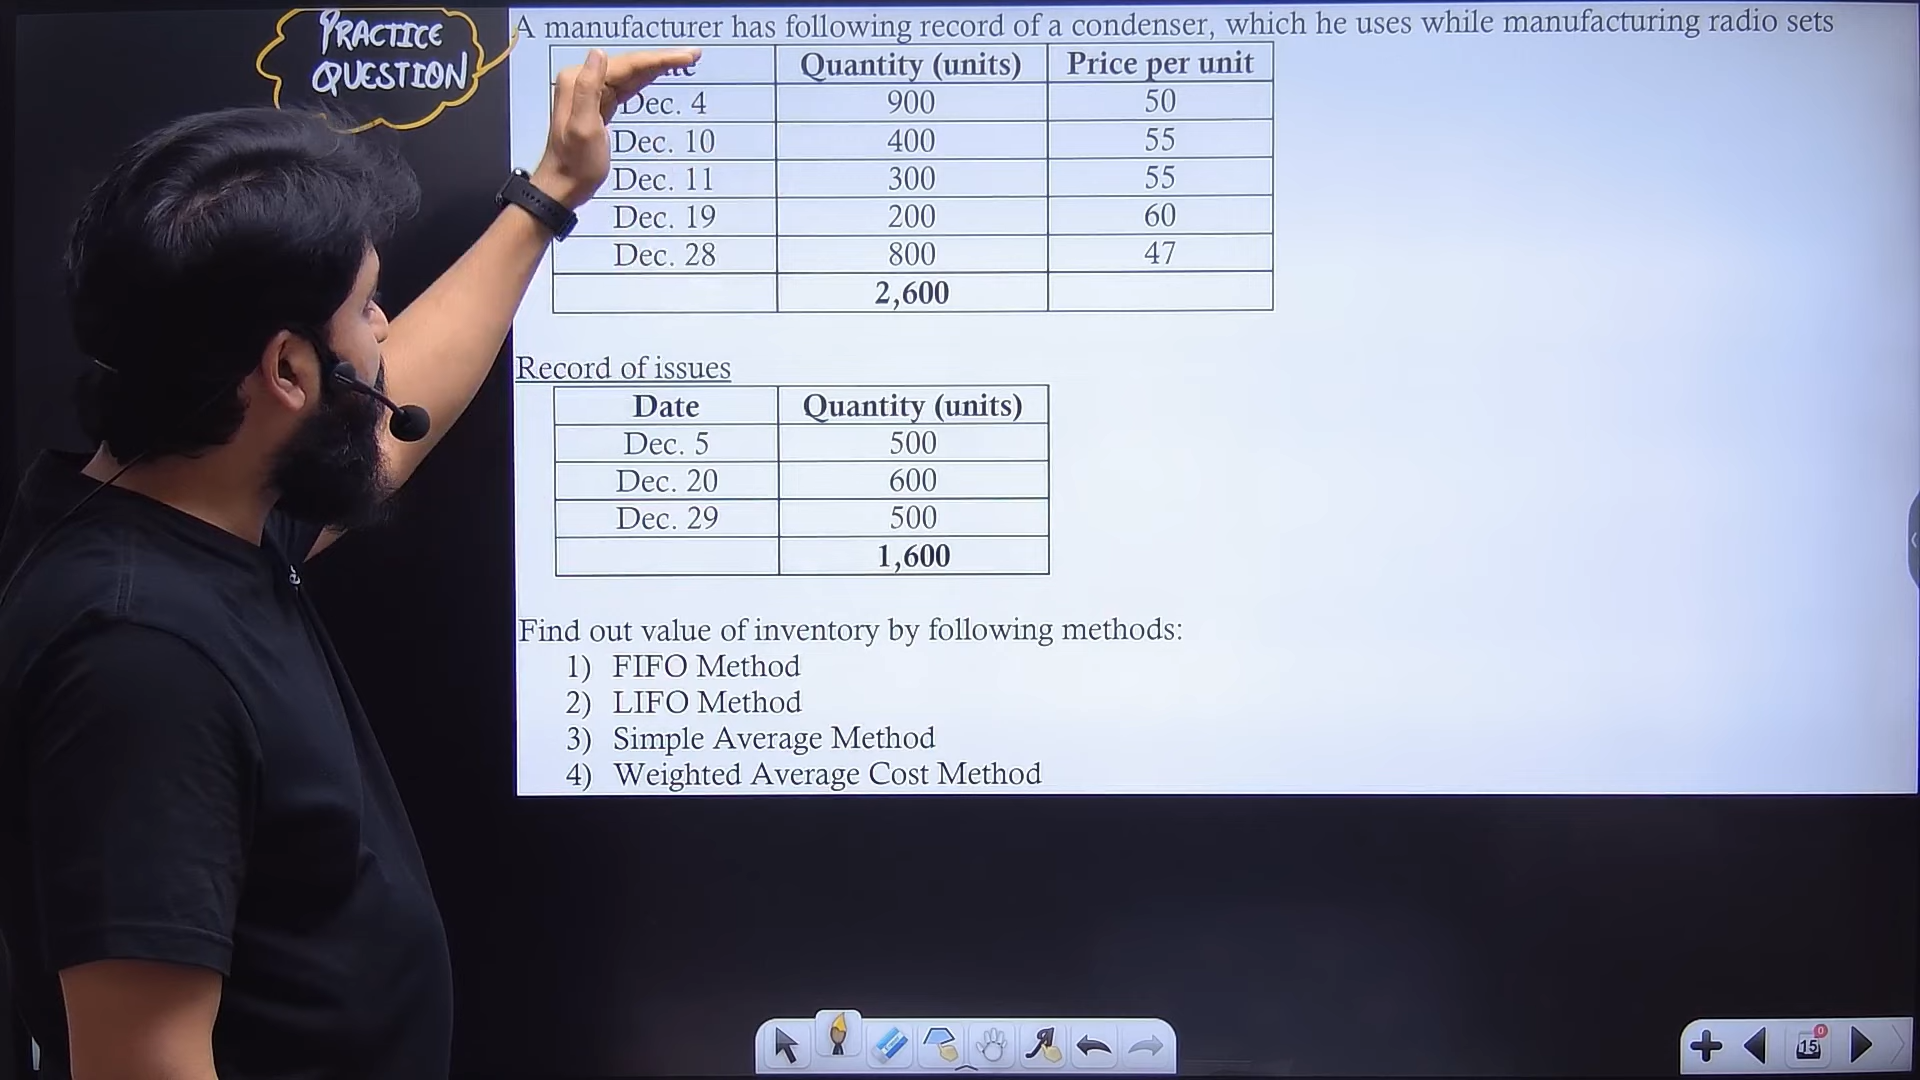 PRACTICE
QUESTION
A manufacturer has following record of a condenser, which he uses while manufacturing radio sets
Quantity (units) Price per unit
Dec. 4 900 50
Dec. 10 400 55
Dec. 11 300 55
Dec. 19 200 60
Dec. 28 800 47
2,600
Record of issues
Date Quantity (units)
Dec. 5 500
Dec. 20 600
Dec. 29 500
1,600
Find out value of inventory by following methods:
1) FIFO Method
2) LIFO Method
3) Simple Average Method
4) Weighted Average Cost Method
15
0